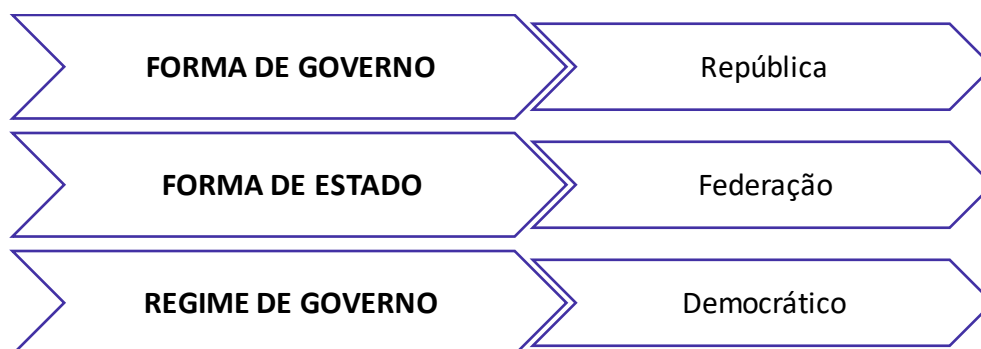 FORMA DE GOVERNO
República
FORMA DE ESTADO
Federação
REGIME DE GOVERNO
Democrático